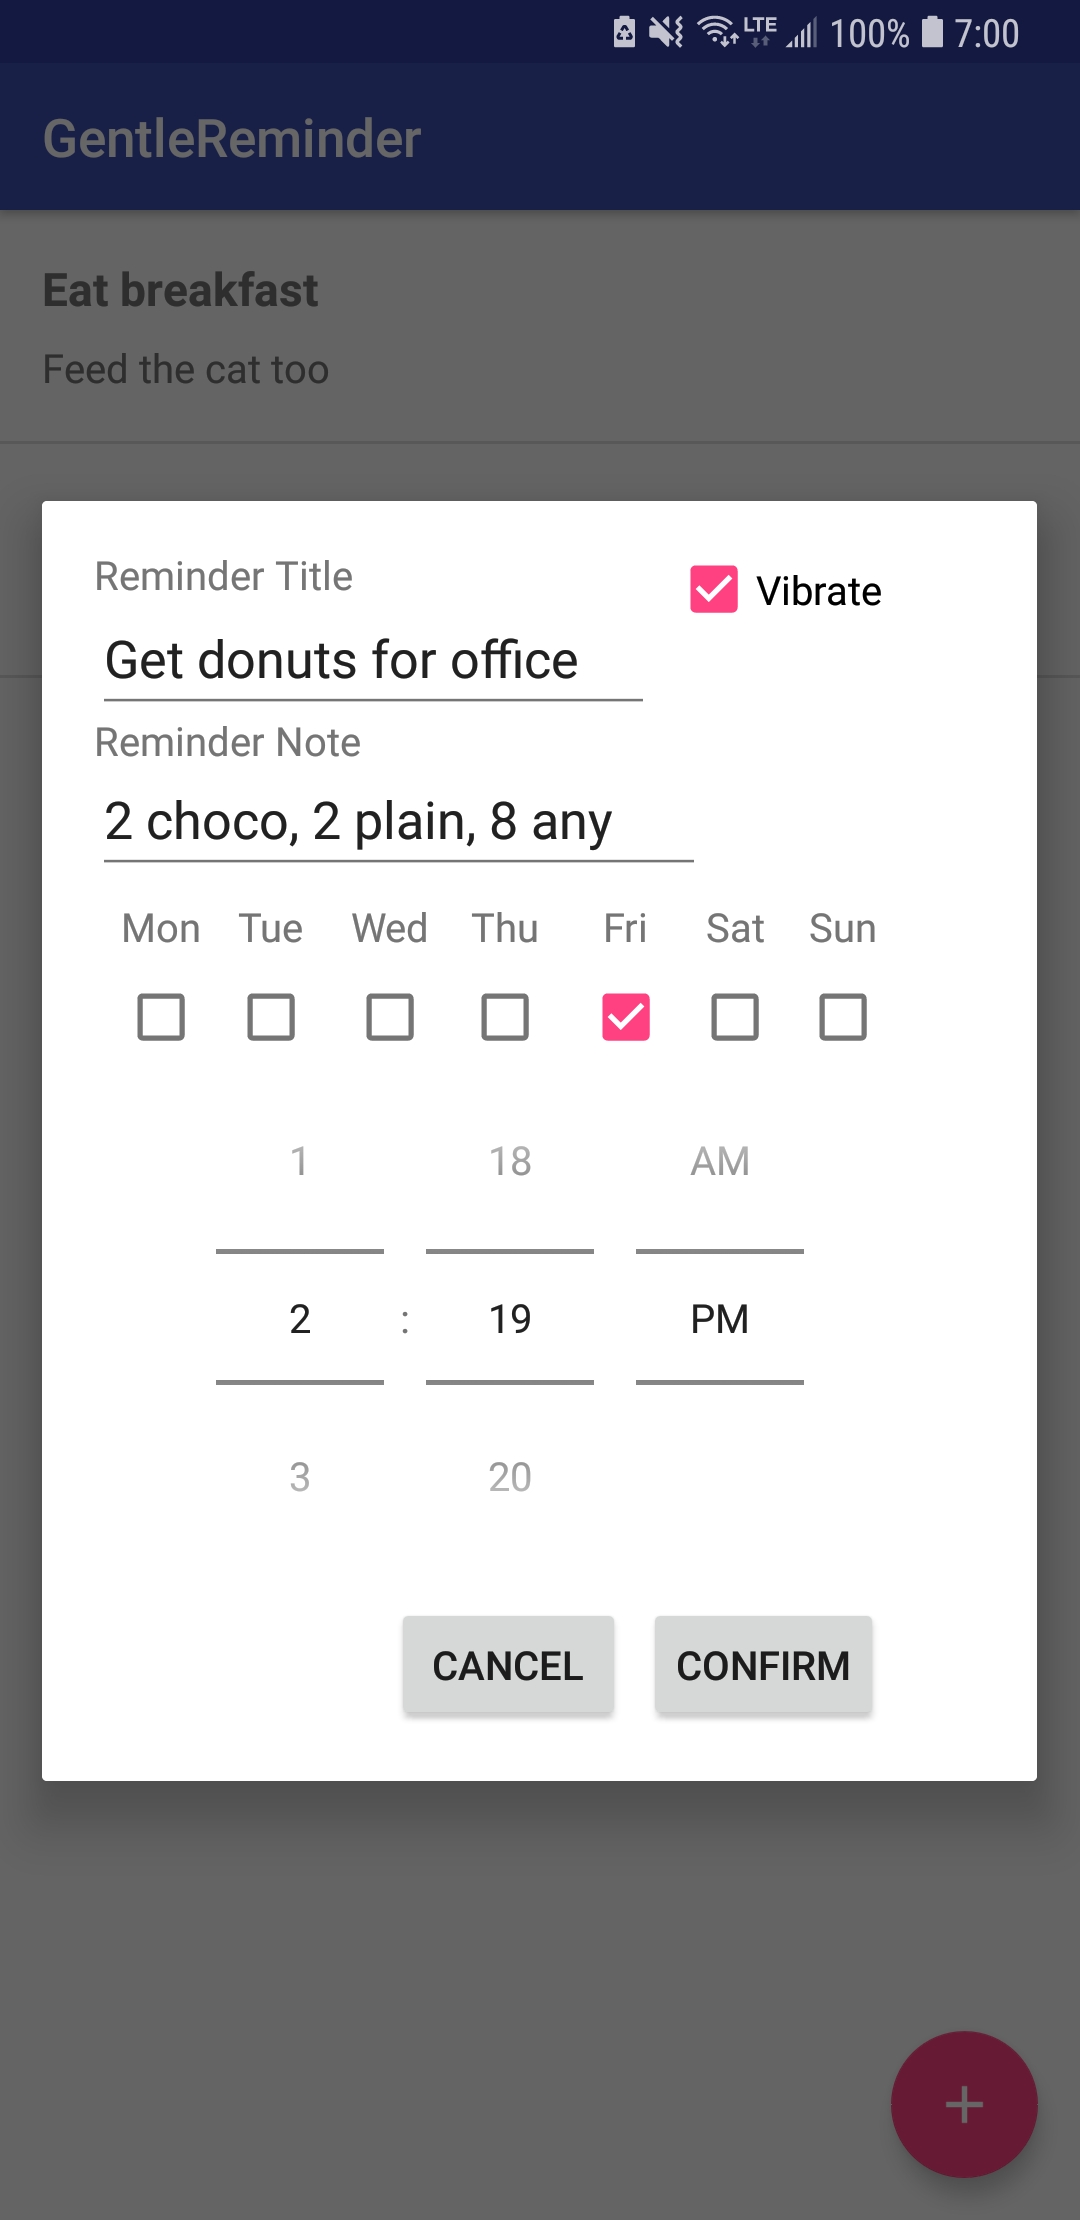 LTE 100% 7:00
GentleReminder
Eat breakfast
Feed the cat too
Reminder Title
Vibrate
Get donuts for office
Reminder Note
2 choco, 2 plain, 8 any
Mon Tue Wed Thu Fri Sat Sun
1 18 AM
2 : 19 PM
3 20
CANCEL CONFIRM
+